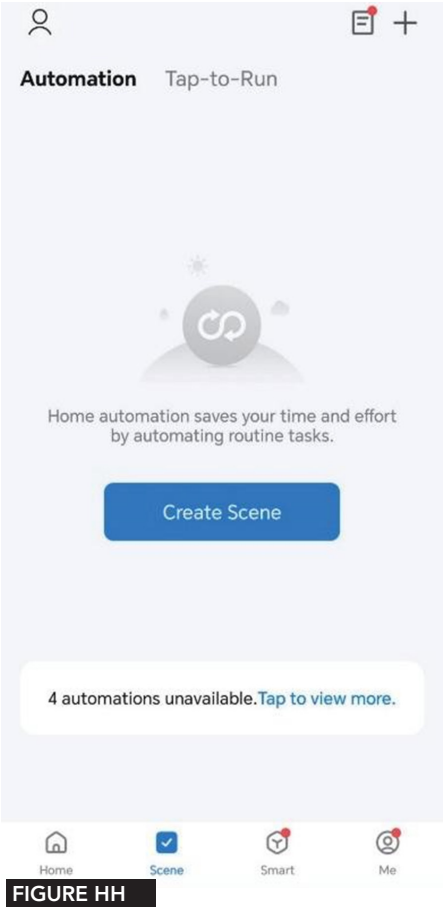 Automation Tap-to-Run
Home automation saves your time and effort
by automating routine tasks.
Create Scene
4 automations unavailable.Tap to view more.
Home Scene Smart Me
FIGURE HH